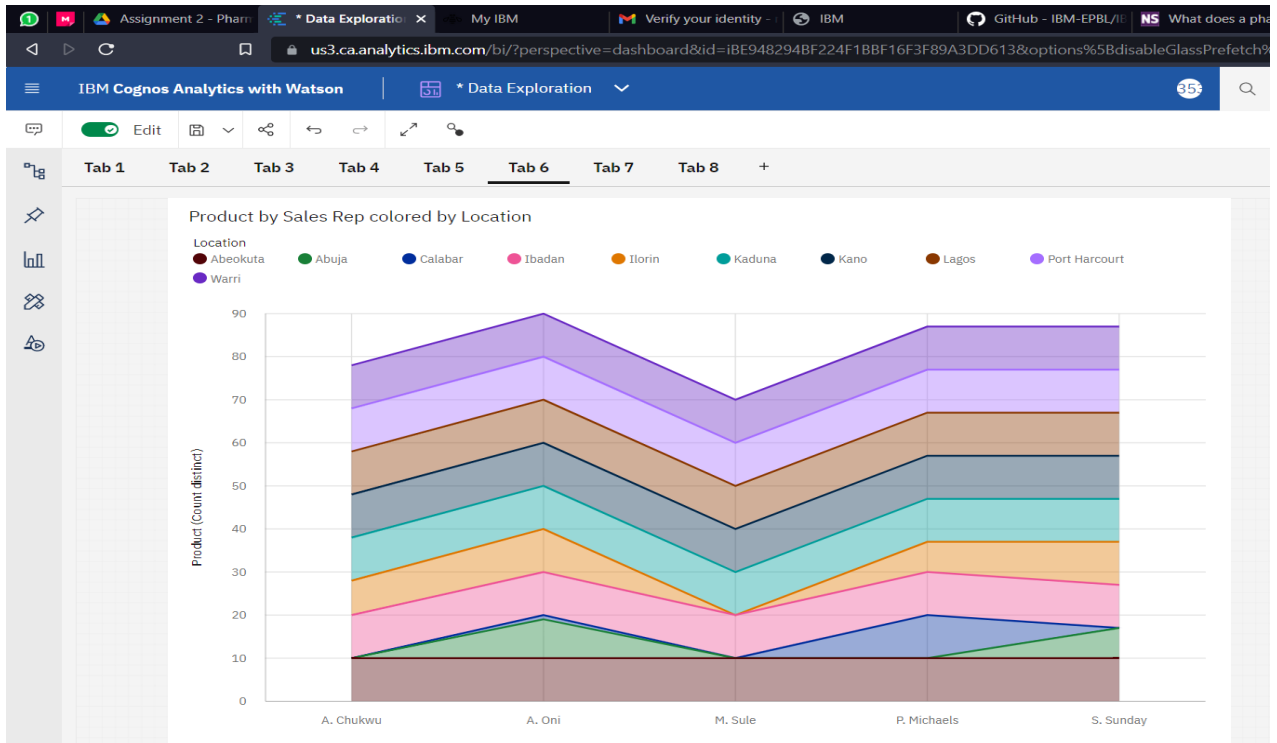 1 M Assignment 2 - Pharm * Data Exploratio × My IBM Verify your identity - IBM GitHub - IBM-EPBL/IB NS What does a pha
us3.ca.analytics.ibm.com/bi/?perspective=dashboard&id=iBE948294BF224F1BBF16F3F89A3DD613&options%5BdisableGlassPrefetch%
IBM Cognos Analytics with Watson * Data Exploration 353
Edit
Tab 1 Tab 2 Tab 3 Tab 4 Tab 5 Tab 6 Tab 7 Tab 8 +
Product by Sales Rep colored by Location
Location
Abeokuta Abuja Calabar Ibadan Ilorin Kaduna Kano Lagos Port Harcourt
Warri
90
80
70
60
50
40
30
20
10
0
Product (Count distinct)
A. Chukwu A. Oni M. Sule P. Michaels S. Sunday